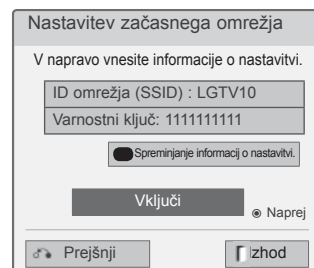 Nastavitev začasnega omrežja
V napravo vnesite informacije o nastavitvi.
ID omrežja (SSID) : LGTV10
Varnostni ključ: 1111111111
Spreminjanje informacij o nastavitvi.
Vključi
Naprej
Prejšnji
Izhod